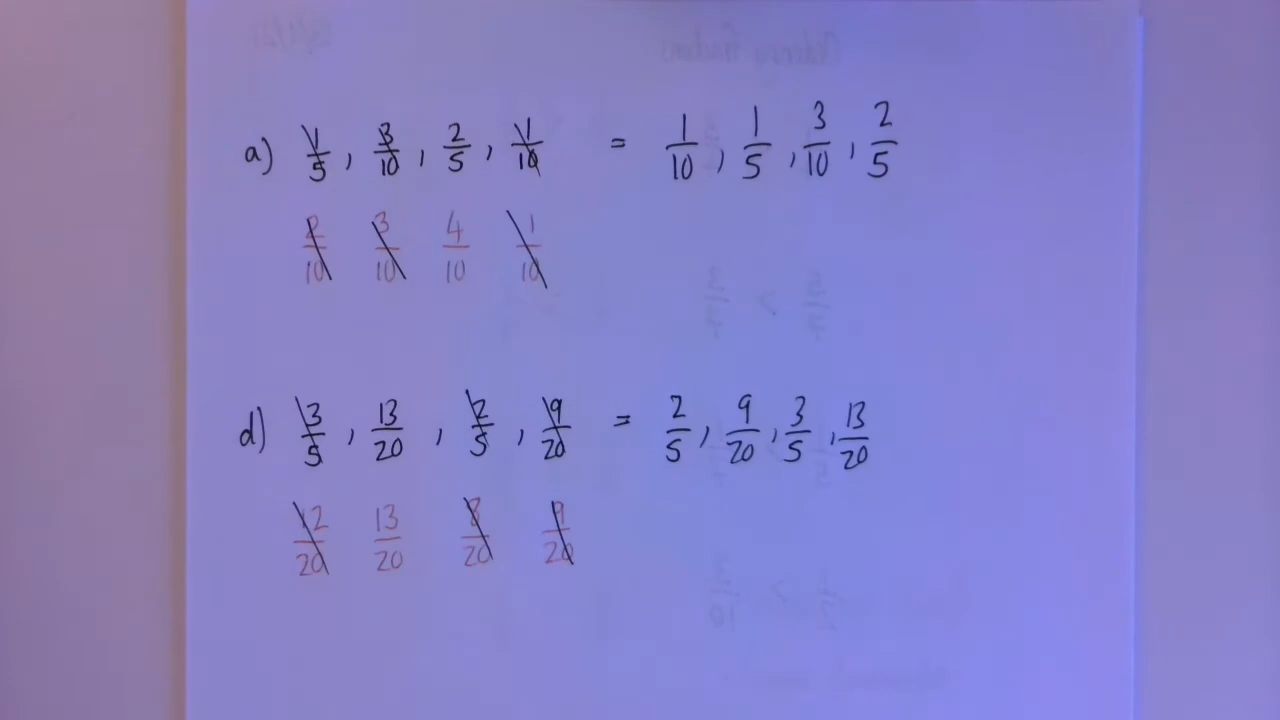 a) 1/5, 3/10, 2/5, 1/10 = 1/10, 1/5, 3/10, 2/5
2/10 3/10 4/10 1/10
d) 3/5, 13/20, 2/5, 9/20 = 2/5, 9/20, 3/5, 13/20
12/20 13/20 8/20 9/20